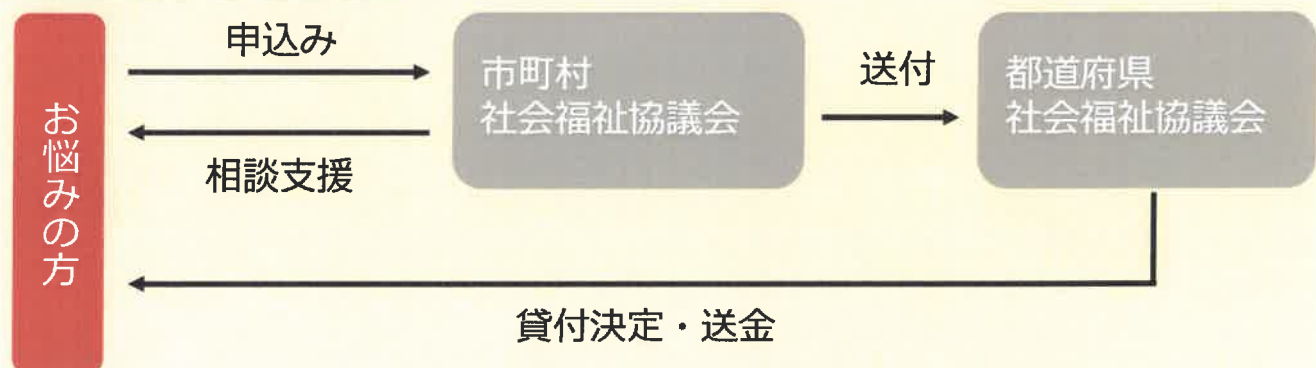 お悩みの方
申込み
相談支援
市町村
社会福祉協議会
送付
都道府県
社会福祉協議会
貸付決定・送金